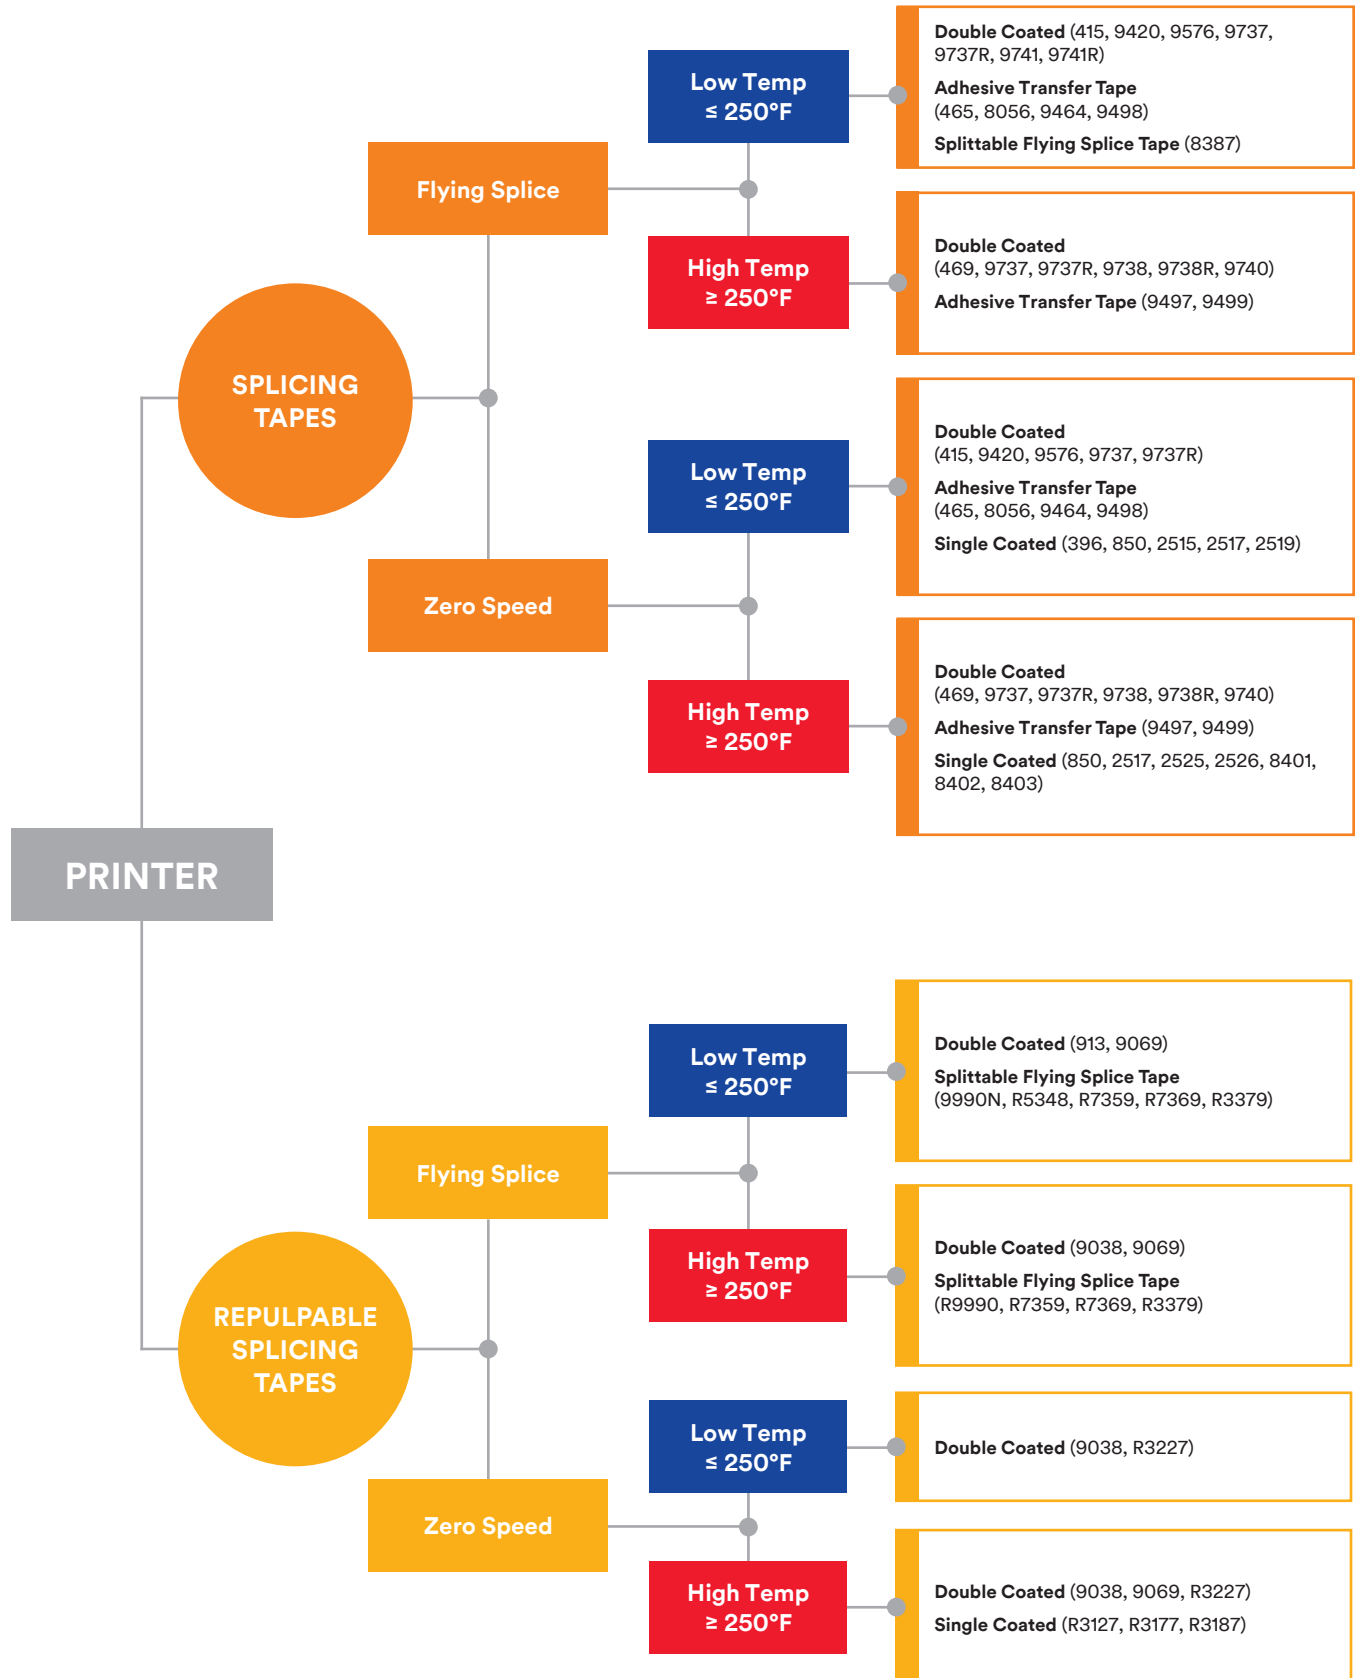 PRINTER
SPLICING
TAPES
Flying Splice
Low Temp
≤ 250°F
Double Coated (415, 9420, 9576, 9737,
9737R, 9741, 9741R)
Adhesive Transfer Tape
(465, 8056, 9464, 9498)
Splittable Flying Splice Tape (8387)
High Temp
≥ 250°F
Double Coated
(469, 9737, 9737R, 9738, 9738R, 9740)
Adhesive Transfer Tape (9497, 9499)
Zero Speed
Low Temp
≤ 250°F
Double Coated
(415, 9420, 9576, 9737, 9737R)
Adhesive Transfer Tape
(465, 8056, 9464, 9498)
Single Coated (396, 850, 2515, 2517, 2519)
High Temp
≥ 250°F
Double Coated
(469, 9737, 9737R, 9738, 9738R, 9740)
Adhesive Transfer Tape (9497, 9499)
Single Coated (850, 2517, 2525, 2526, 8401,
8402, 8403)
REPULPABLE
SPLICING
TAPES
Flying Splice
Low Temp
≤ 250°F
Double Coated (913, 9069)
Splittable Flying Splice Tape
(9990N, R5348, R7359, R7369, R3379)
High Temp
≥ 250°F
Double Coated (9038, 9069)
Splittable Flying Splice Tape
(R9990, R7359, R7369, R3379)
Zero Speed
Low Temp
≤ 250°F
Double Coated (9038, R3227)
High Temp
≥ 250°F
Double Coated (9038, 9069, R3227)
Single Coated (R3127, R3177, R3187)